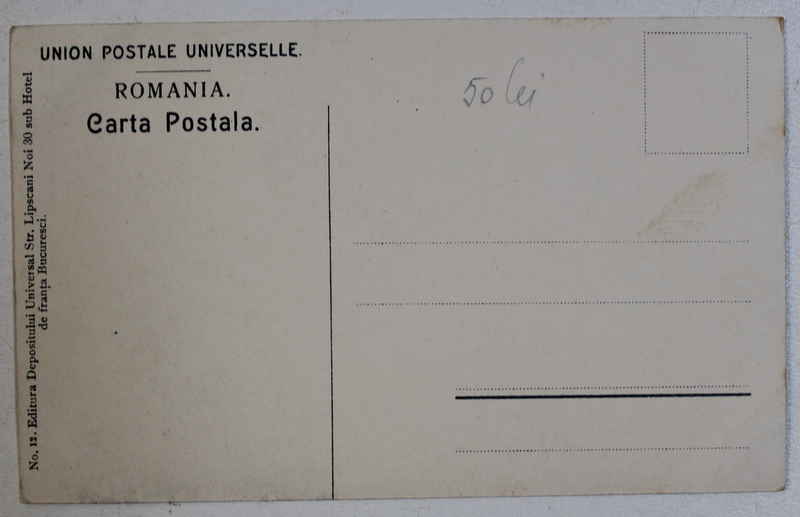 UNION POSTALE UNIVERSELLE.
ROMANIA.
Carta Postala.
50 lei
No. 12. Editura Depositului Universal Str. Lipscani Noi 30 sub Hotel
de franța Bucuresci.